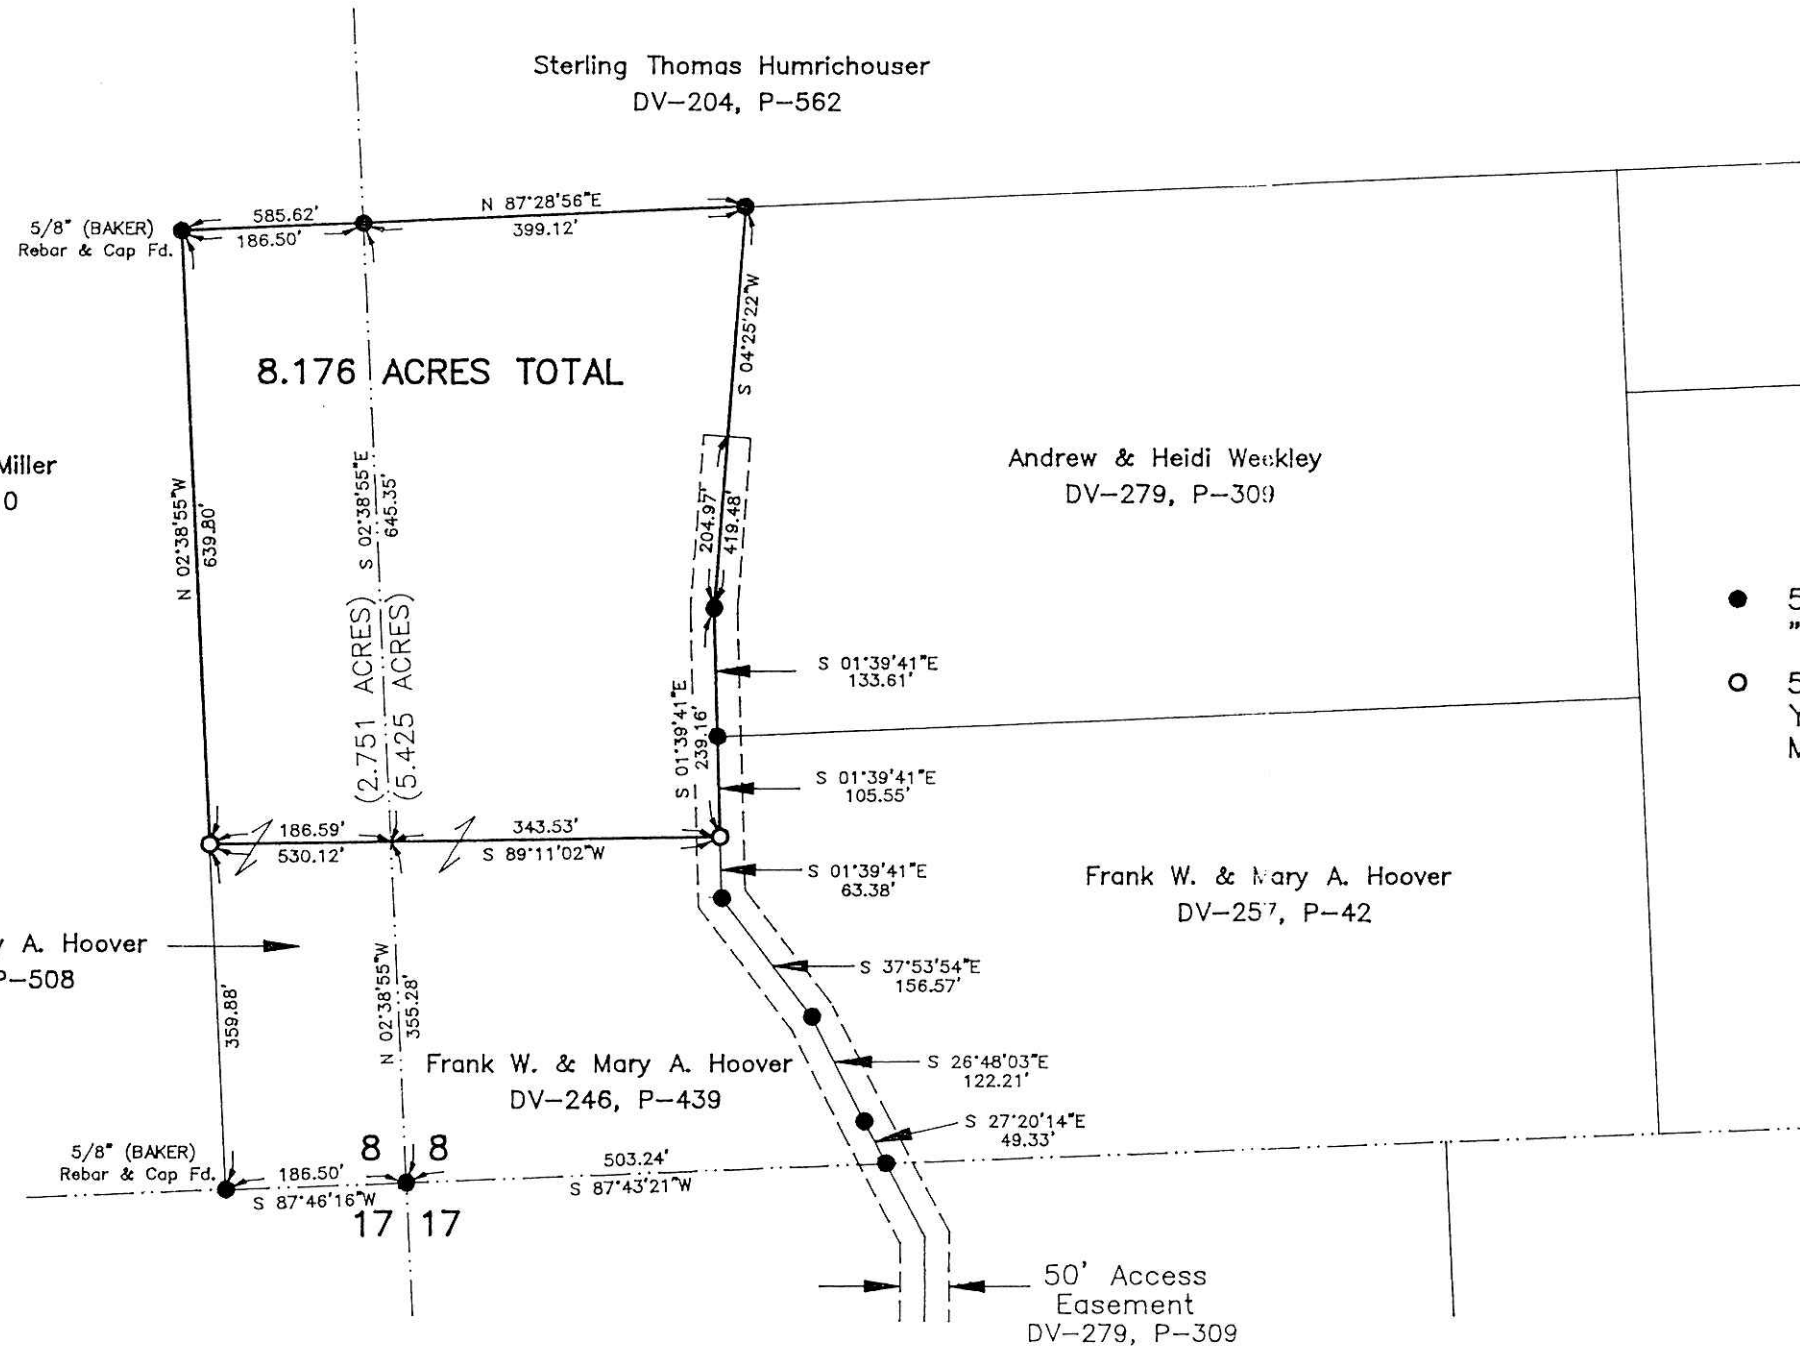 Sterling Thomas Humrichouser
DV-204, P-562
5/8" (BAKER)
Rebar & Cap Fd.
585.62'
186.50'
N 87°28'56"E
399.12'
8.176 ACRES TOTAL
S 04°25'22"W
204.97'
419.48'
Miller
0
N 02°38'55"W
639.80'
S 02°38'55"E
645.35'
(2.751 ACRES)
(5.425 ACRES)
Andrew & Heidi Weekley
DV-279, P-309
5
"
5
Y
M
S 01°39'41"E
133.61'
S 01°39'41"E
239.16'
S 01°39'41"E
105.55'
186.59'
530.12'
343.53'
S 89°11'02"W
S 01°39'41"E
63.38'
Frank W. & Mary A. Hoover
DV-257, P-42
y A. Hoover
P-508
359.88'
N 02°38'55"W
355.28'
S 37°53'54"E
156.57'
S 26°48'03"E
122.21'
Frank W. & Mary A. Hoover
DV-246, P-439
S 27°20'14"E
49.33'
5/8" (BAKER)
Rebar & Cap Fd.
8 8
186.50'
S 87°46'16"W
503.24'
S 87°43'21"W
17 17
50' Access
Easement
DV-279, P-309